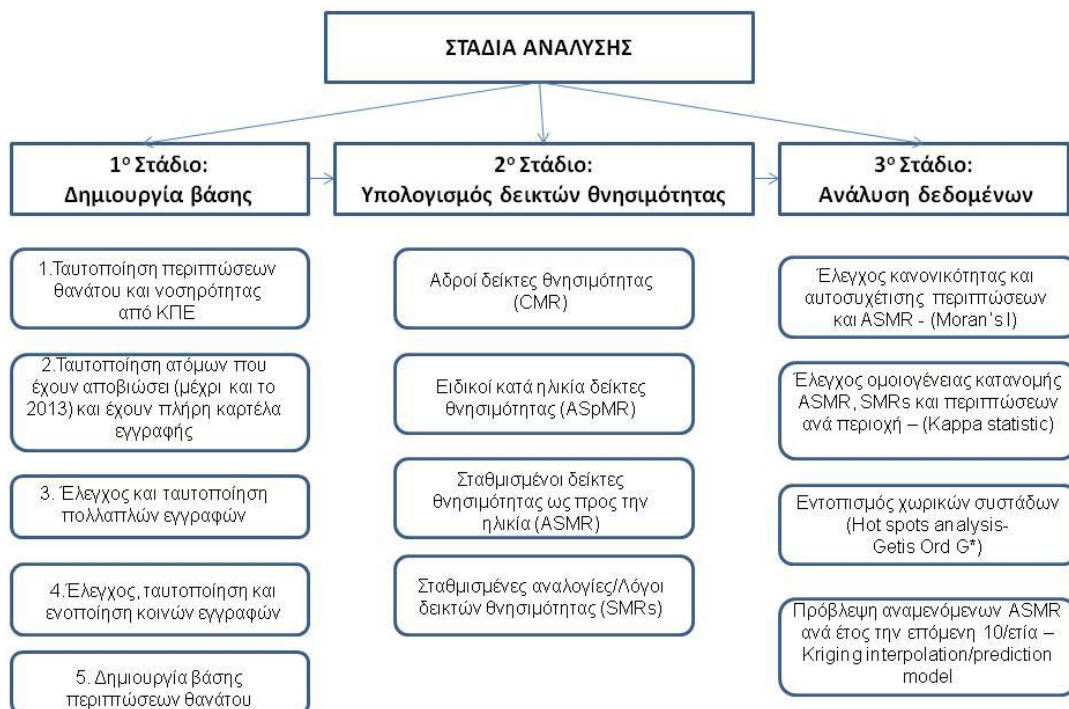 ΣΤΑΔΙΑ ΑΝΑΛΥΣΗΣ
1ο Στάδιο:
Δημιουργία βάσης
2ο Στάδιο:
Υπολογισμός δεικτών θνησιμότητας
3ο Στάδιο:
Ανάλυση δεδομένων
1.Ταυτοποίηση περιπτώσεων
θανάτου και νοσηρότητας
από ΚΠΕ
2.Ταυτοποίηση ατόμων που
έχουν αποβιώσει (μέχρι και το
2013) και έχουν πλήρη καρτέλα
εγγραφής
3. Έλεγχος και ταυτοποίηση
πολλαπλών εγγραφών
4.Έλεγχος, ταυτοποίηση και
ενοποίηση κοινών εγγραφών
5. Δημιουργία βάσης
περιπτώσεων θανάτου
Αδροί δείκτες θνησιμότητας
(CMR)
Ειδικοί κατά ηλικία δείκτες
θνησιμότητας (ASpMR)
Σταθμισμένοι δείκτες
θνησιμότητας ως προς την
ηλικία (ASMR)
Σταθμισμένες αναλογίες/Λόγοι
δεικτών θνησιμότητας (SMRs)
Έλεγχος κανονικότητας και
αυτοσυχέτισης περιπτώσεων
και ASMR - (Moran's I)
Έλεγχος ομοιογένειας κατανομής
ASMR, SMRs και περιπτώσεων
ανά περιοχή – (Kappa statistic)
Εντοπισμός χωρικών συστάδων
(Hot spots analysis-
Getis Ord G*)
Πρόβλεψη αναμενόμενων ASMR
ανά έτος την επόμενη 10/ετία –
Kriging interpolation/prediction
model